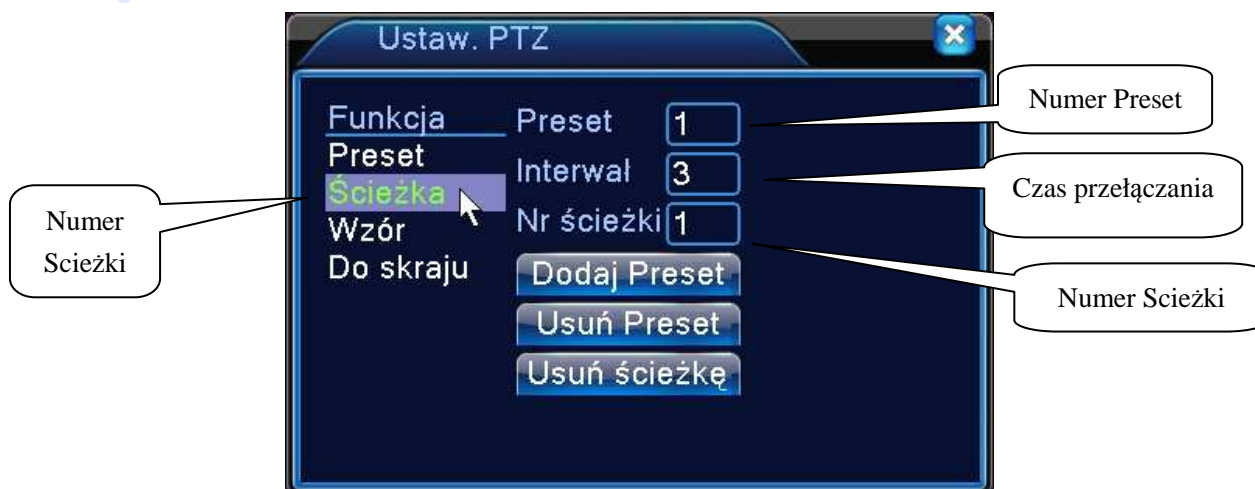 Ustaw. PTZ
Funkcja
Preset
Ścieżka
Wzór
Do skraju
Preset 1
Interwał 3
Nr ścieżki 1
Dodaj Preset
Usuń Preset
Usuń ścieżkę
Numer
Scieżki
Numer Preset
Czas przełączania
Numer Scieżki